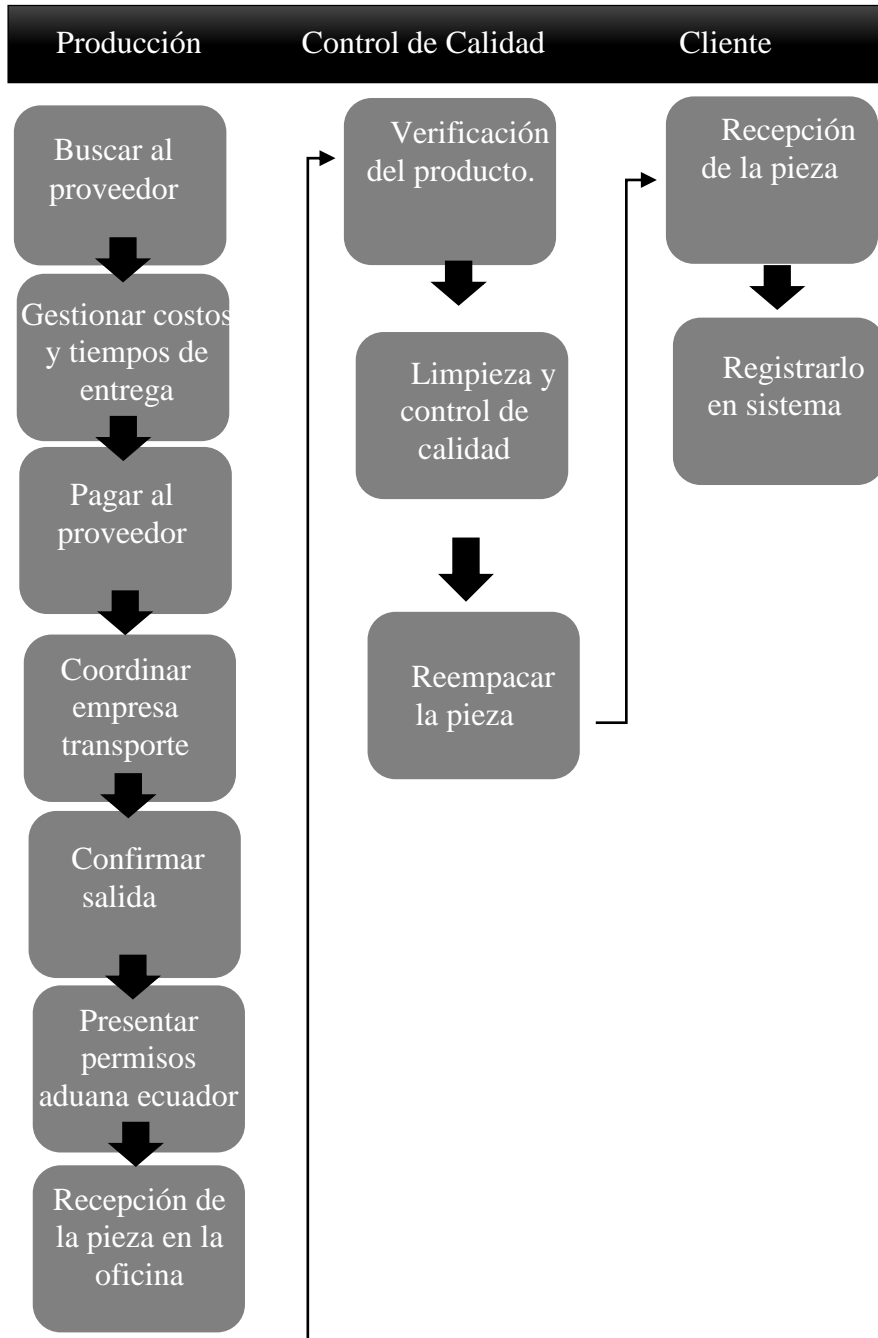 Producción
Control de Calidad
Cliente
Buscar al
proveedor
Gestionar costos
y tiempos de
entrega
Pagar al
proveedor
Coordinar
empresa
transporte
Confirmar
salida
Presentar
permisos
aduana ecuador
Recepción de
la pieza en la
oficina
Verificación
del producto.
Limpieza y
control de
calidad
Reempacar
la pieza
Recepción
de la pieza
Registrarlo
en sistema